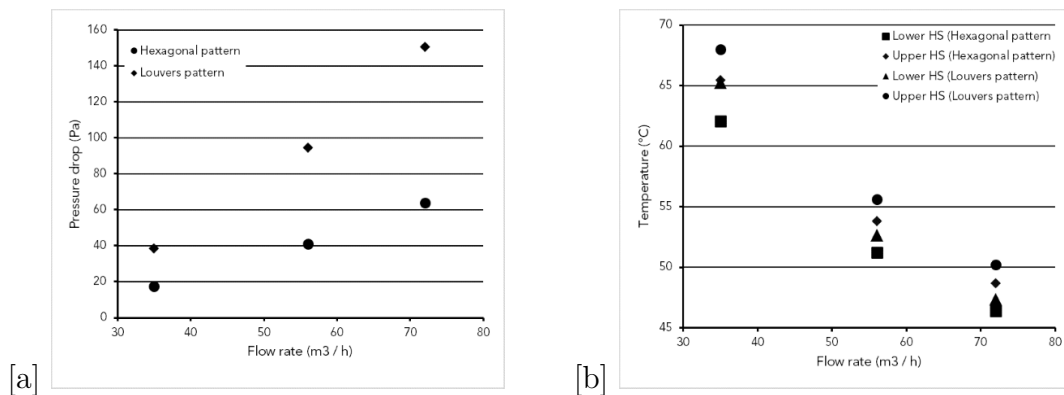 160
140
120
100
80
60
40
20
0
Pressure drop (Pa)
Hexagonal pattern
Louvers pattern
30 40 50 60 70 80
Flow rate (m3 / h)
[a]
70
65
60
55
50
45
Temperature (°C)
Lower HS (Hexagonal pattern
Upper HS (Hexagonal pattern)
Lower HS (Louvers pattern)
Upper HS (Louvers pattern)
30 40 50 60 70 80
Flow rate (m3 / h)
[b]